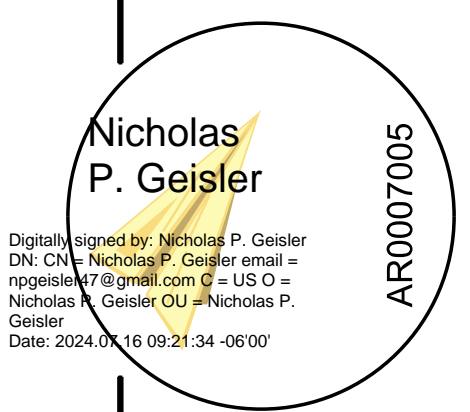 Nicholas
P. Geisler
AR0007005
Digitally signed by: Nicholas P. Geisler
DN: CN = Nicholas P. Geisler email =
npgeisler47@gmail.com C = US O =
Nicholas P. Geisler OU = Nicholas P.
Geisler
Date: 2024.07.16 09:21:34 -06'00'